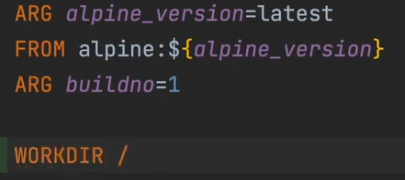 ARG alpine_version=latest
FROM alpine:${alpine_version}
ARG buildno=1
WORKDIR /